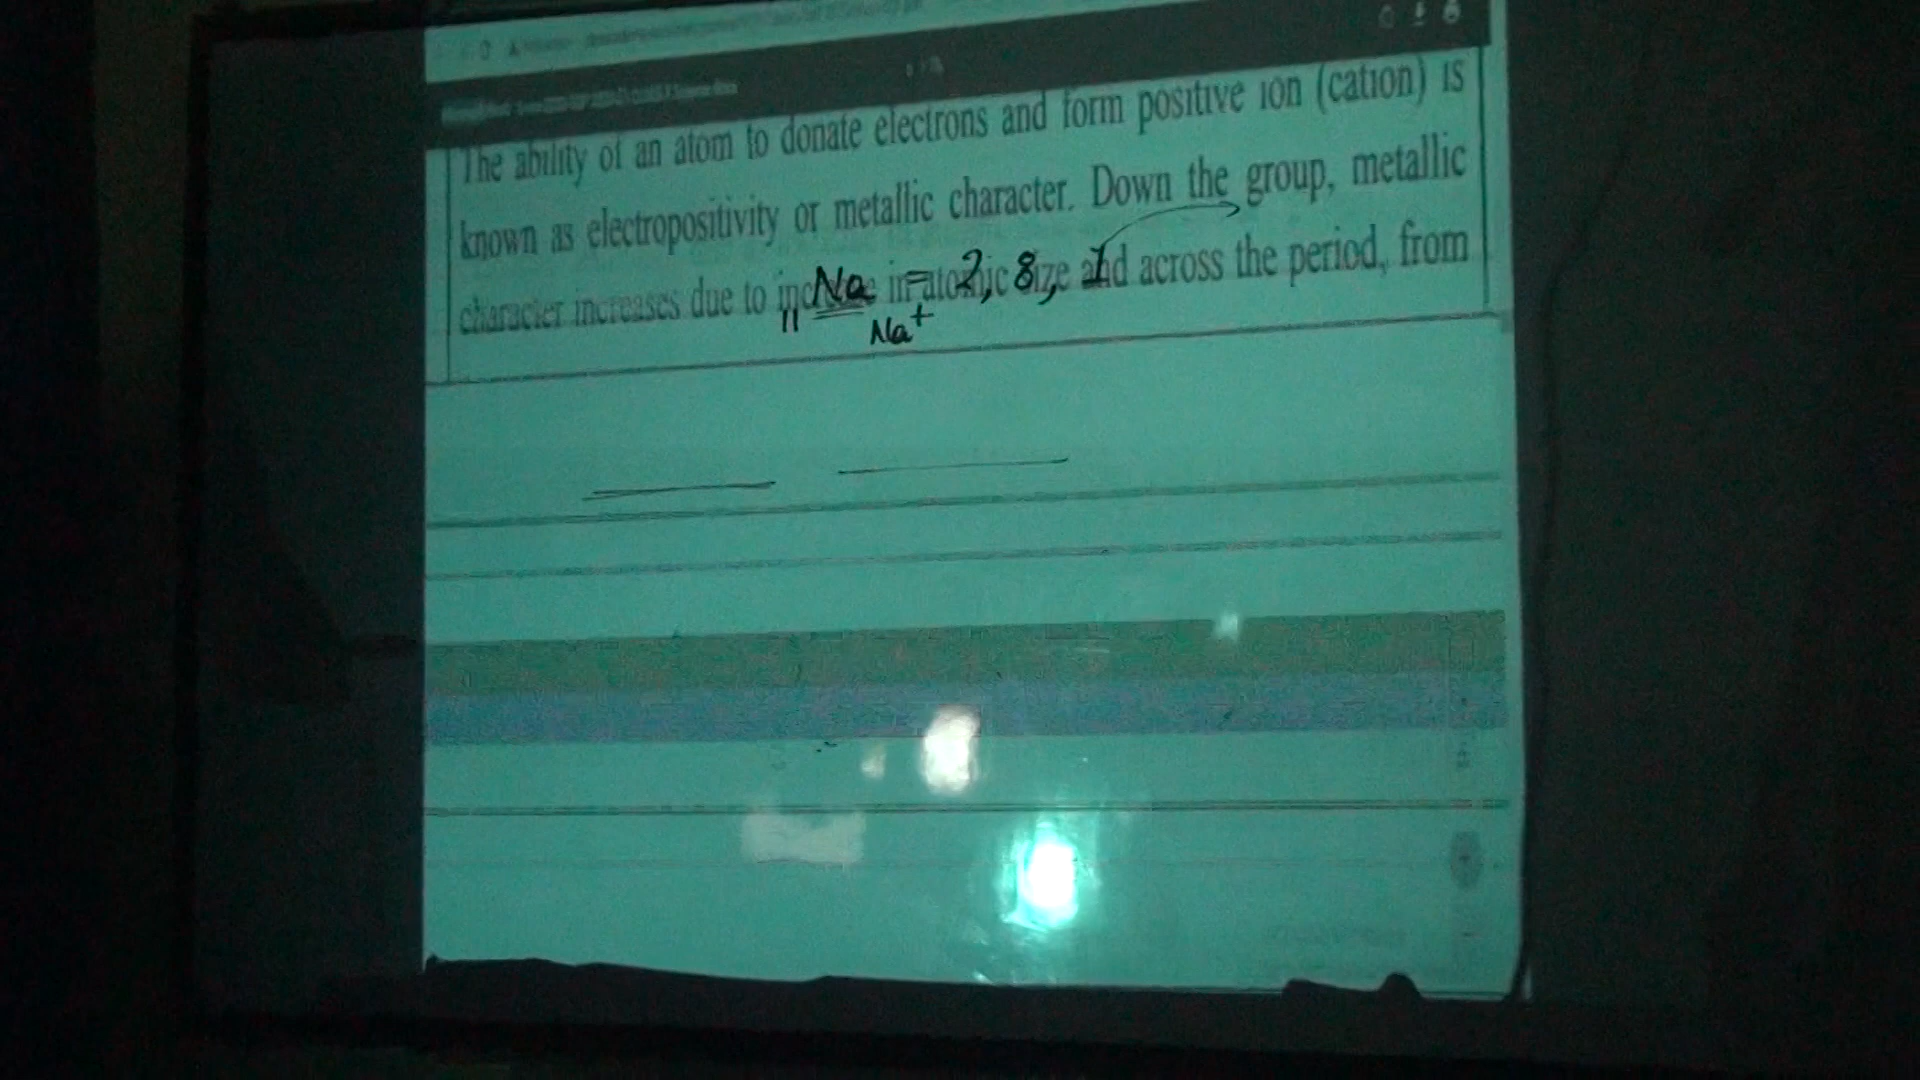 The ability of an atom to donate electrons and form positive ion (cation) is
known as electropositivity or metallic character. Down the group, metallic
character increases due to increase in atomic size and across the period, from
₁₁Na = 2, 8, 1
Na⁺